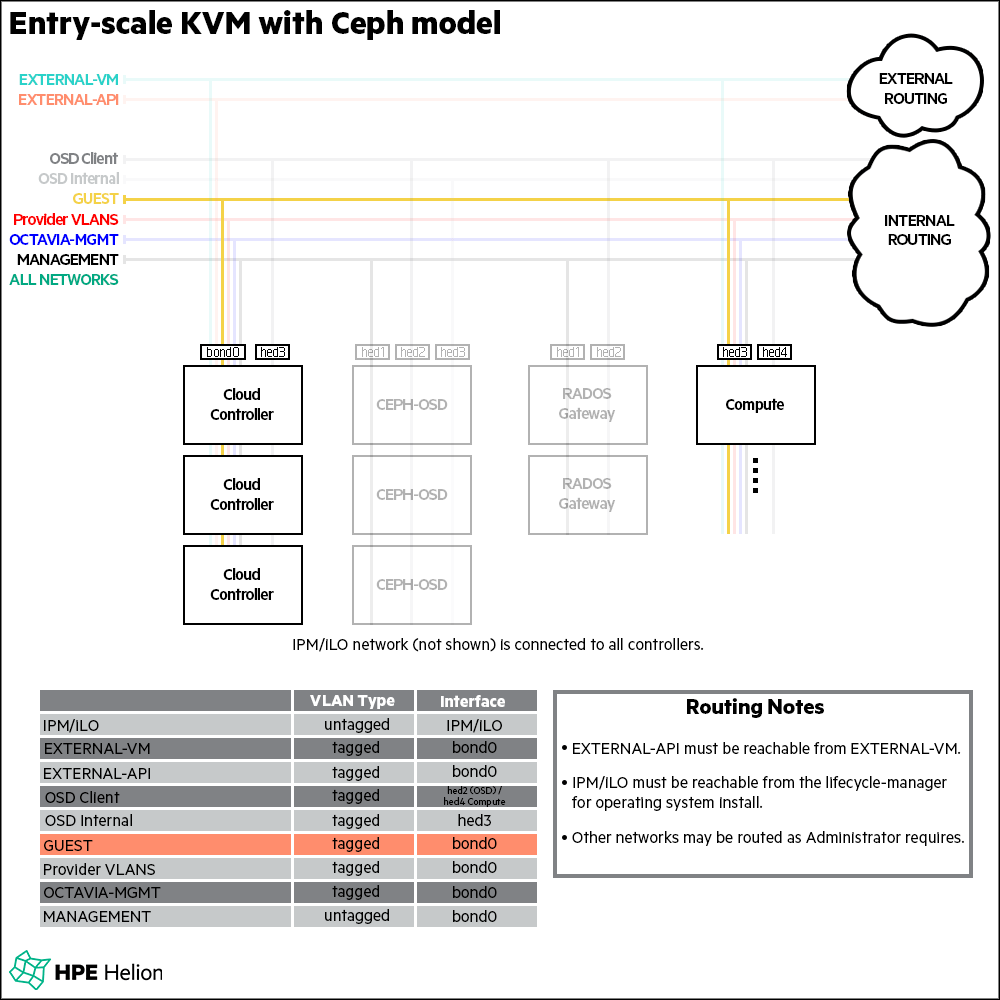 Entry-scale KVM with Ceph model
EXTERNAL-VM
EXTERNAL-API
EXTERNAL
ROUTING
OSD Client
OSD Internal
GUEST
Provider VLANS
OCTAVIA-MGMT
MANAGEMENT
ALL NETWORKS
INTERNAL
ROUTING
bond0 hed3
hed1 hed2 hed3
hed1 hed2
hed3 hed4
Cloud
Controller
CEPH-OSD
RADOS
Gateway
Compute
Cloud
Controller
CEPH-OSD
RADOS
Gateway
Cloud
Controller
CEPH-OSD
IPM/ILO network (not shown) is connected to all controllers.
VLAN Type Interface
IPM/ILO untagged IPM/ILO
EXTERNAL-VM tagged bond0
EXTERNAL-API tagged bond0
OSD Client tagged hed2 (OSD) /
hed4 Compute
OSD Internal tagged hed3
GUEST tagged bond0
Provider VLANS tagged bond0
OCTAVIA-MGMT tagged bond0
MANAGEMENT untagged bond0
Routing Notes
• EXTERNAL-API must be reachable from EXTERNAL-VM.
• IPM/ILO must be reachable from the lifecycle-manager
for operating system install.
• Other networks may be routed as Administrator requires.
HPE Helion